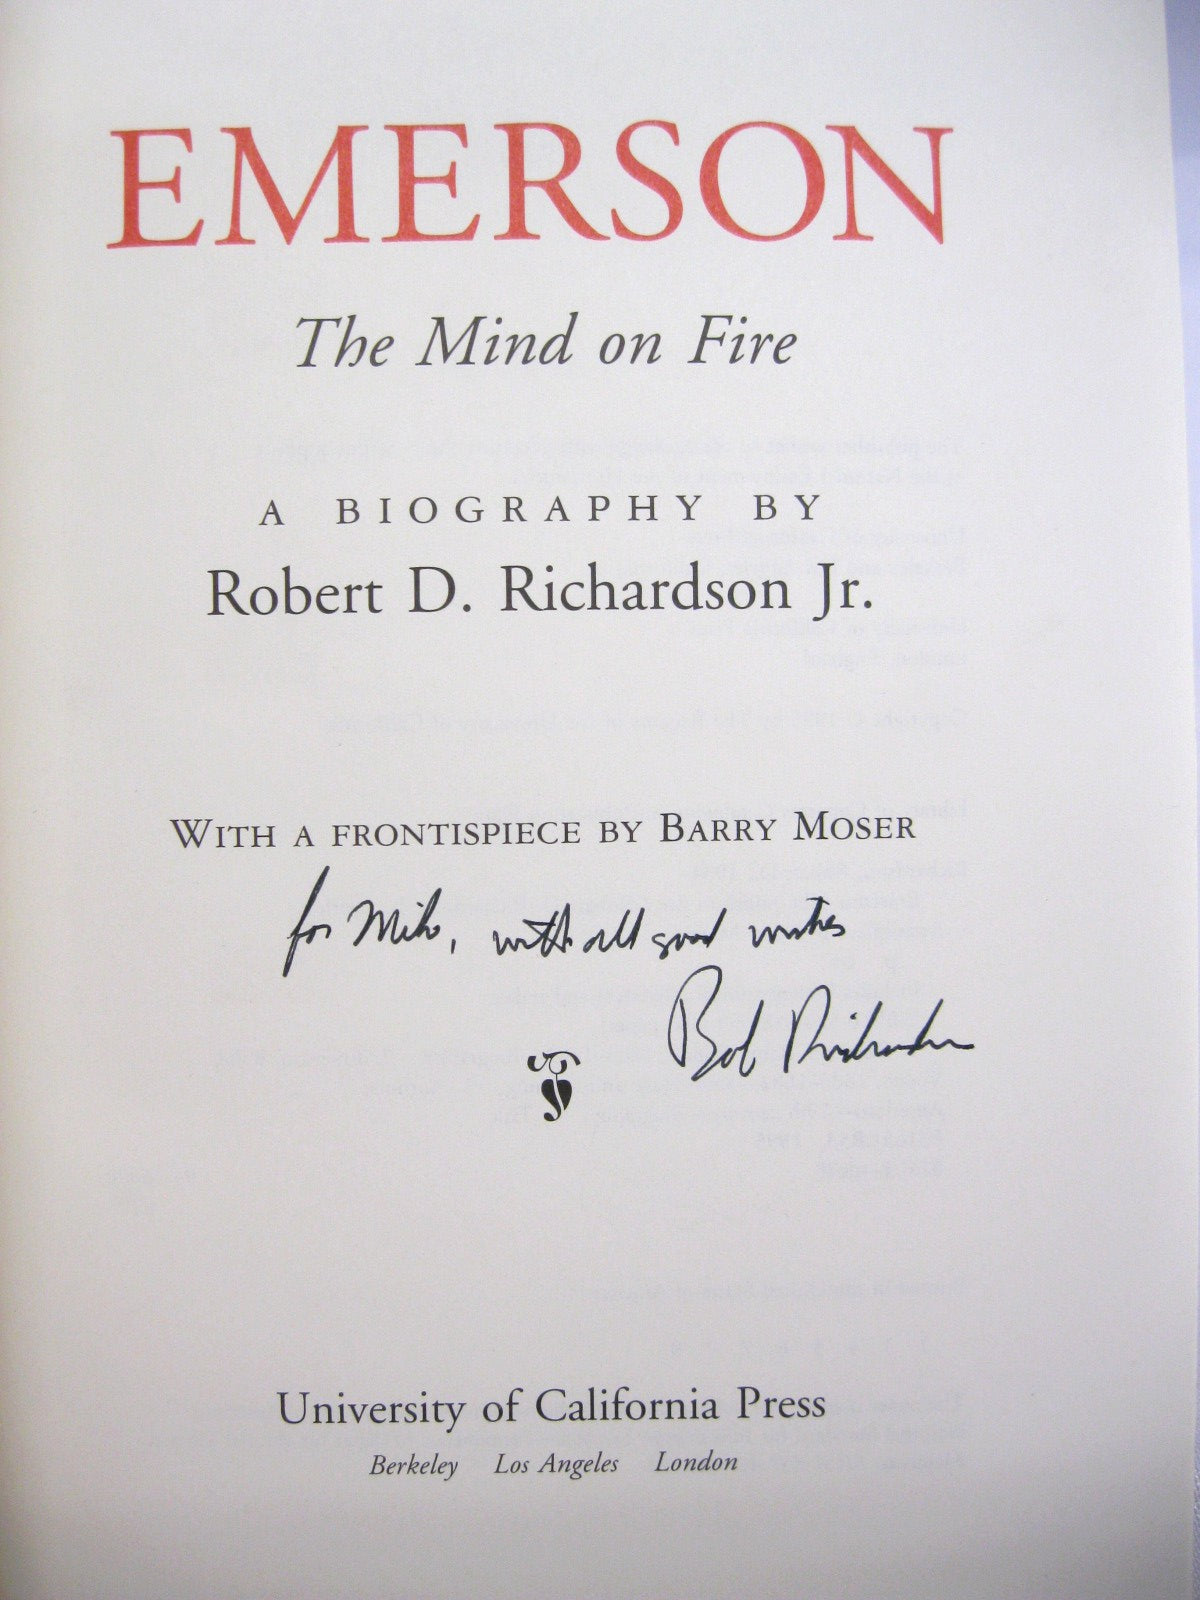 EMERSON
The Mind on Fire
A BIOGRAPHY BY
Robert D. Richardson Jr.
WITH A FRONTISPIECE BY BARRY MOSER
for Mike, with all good wishes
Bob Richardson
University of California Press
Berkeley Los Angeles London